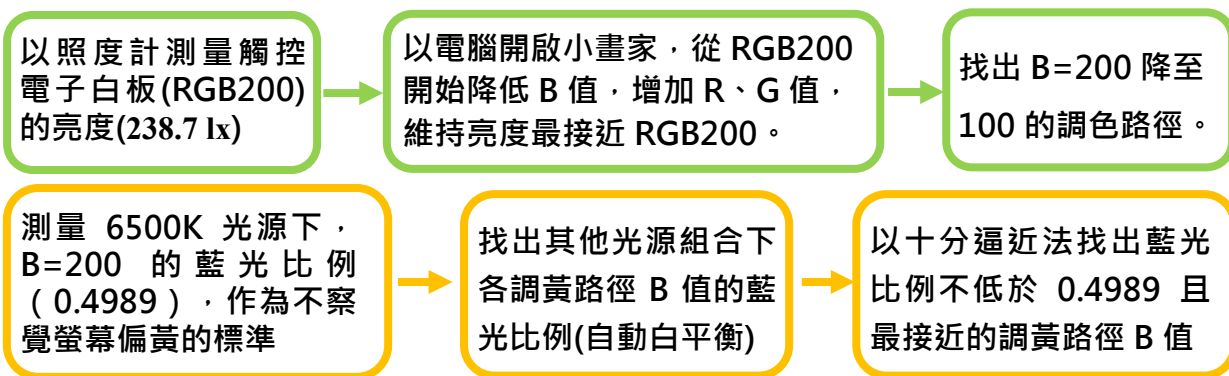 以照度計測量觸控
電子白板(RGB200)
的亮度(238.7 lx)
以電腦開啟小畫家，從 RGB200
開始降低 B 值，增加 R、G 值，
維持亮度最接近 RGB200。
找出 B=200 降至
100 的調色路徑。
測量 6500K 光源下，
B=200 的藍光比例
（0.4989），作為不察
覺螢幕偏黃的標準
找出其他光源組合下
各調黃路徑 B 值的藍
光比例(自動白平衡)
以十分逼近法找出藍光
比例不低於 0.4989 且
最接近的調黃路徑 B 值